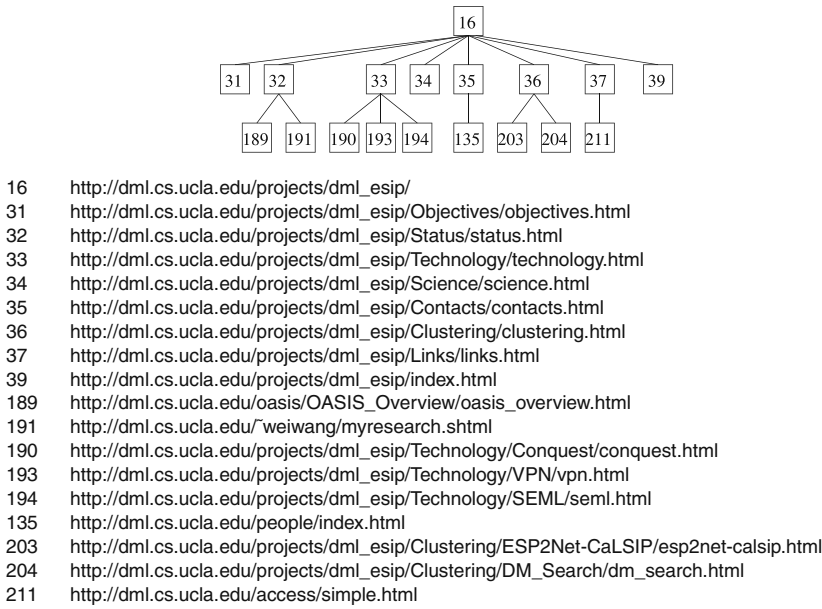 16
31 32 33 34 35 36 37 39
189 191 190 193 194 135 203 204 211
16 http://dml.cs.ucla.edu/projects/dml_esip/
31 http://dml.cs.ucla.edu/projects/dml_esip/Objectives/objectives.html
32 http://dml.cs.ucla.edu/projects/dml_esip/Status/status.html
33 http://dml.cs.ucla.edu/projects/dml_esip/Technology/technology.html
34 http://dml.cs.ucla.edu/projects/dml_esip/Science/science.html
35 http://dml.cs.ucla.edu/projects/dml_esip/Contacts/contacts.html
36 http://dml.cs.ucla.edu/projects/dml_esip/Clustering/clustering.html
37 http://dml.cs.ucla.edu/projects/dml_esip/Links/links.html
39 http://dml.cs.ucla.edu/projects/dml_esip/index.html
189 http://dml.cs.ucla.edu/oasis/OASIS_Overview/oasis_overview.html
191 http://dml.cs.ucla.edu/~weiwang/myresearch.shtml
190 http://dml.cs.ucla.edu/projects/dml_esip/Technology/Conquest/conquest.html
193 http://dml.cs.ucla.edu/projects/dml_esip/Technology/VPN/vpn.html
194 http://dml.cs.ucla.edu/projects/dml_esip/Technology/SEML/seml.html
135 http://dml.cs.ucla.edu/people/index.html
203 http://dml.cs.ucla.edu/projects/dml_esip/Clustering/ESP2Net-CaLSIP/esp2net-calsip.html
204 http://dml.cs.ucla.edu/projects/dml_esip/Clustering/DM_Search/dm_search.html
211 http://dml.cs.ucla.edu/access/simple.html